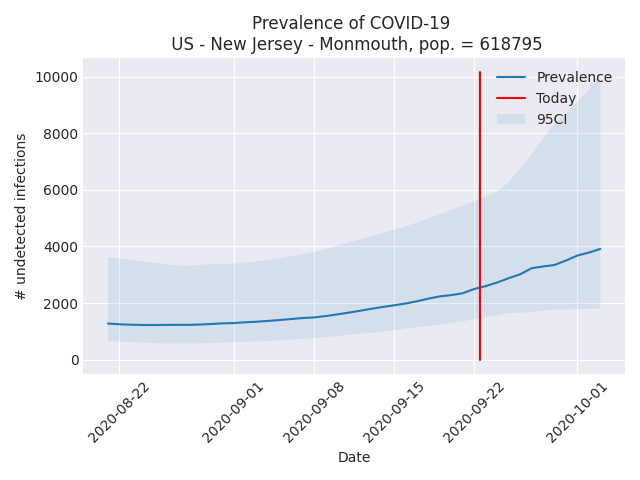 Prevalence of COVID-19
US - New Jersey - Monmouth, pop. = 618795
10000
8000
6000
4000
2000
0
# undetected infections
Prevalence
Today
95CI
2020-08-22
2020-09-01
2020-09-08
2020-09-15
2020-09-22
2020-10-01
Date